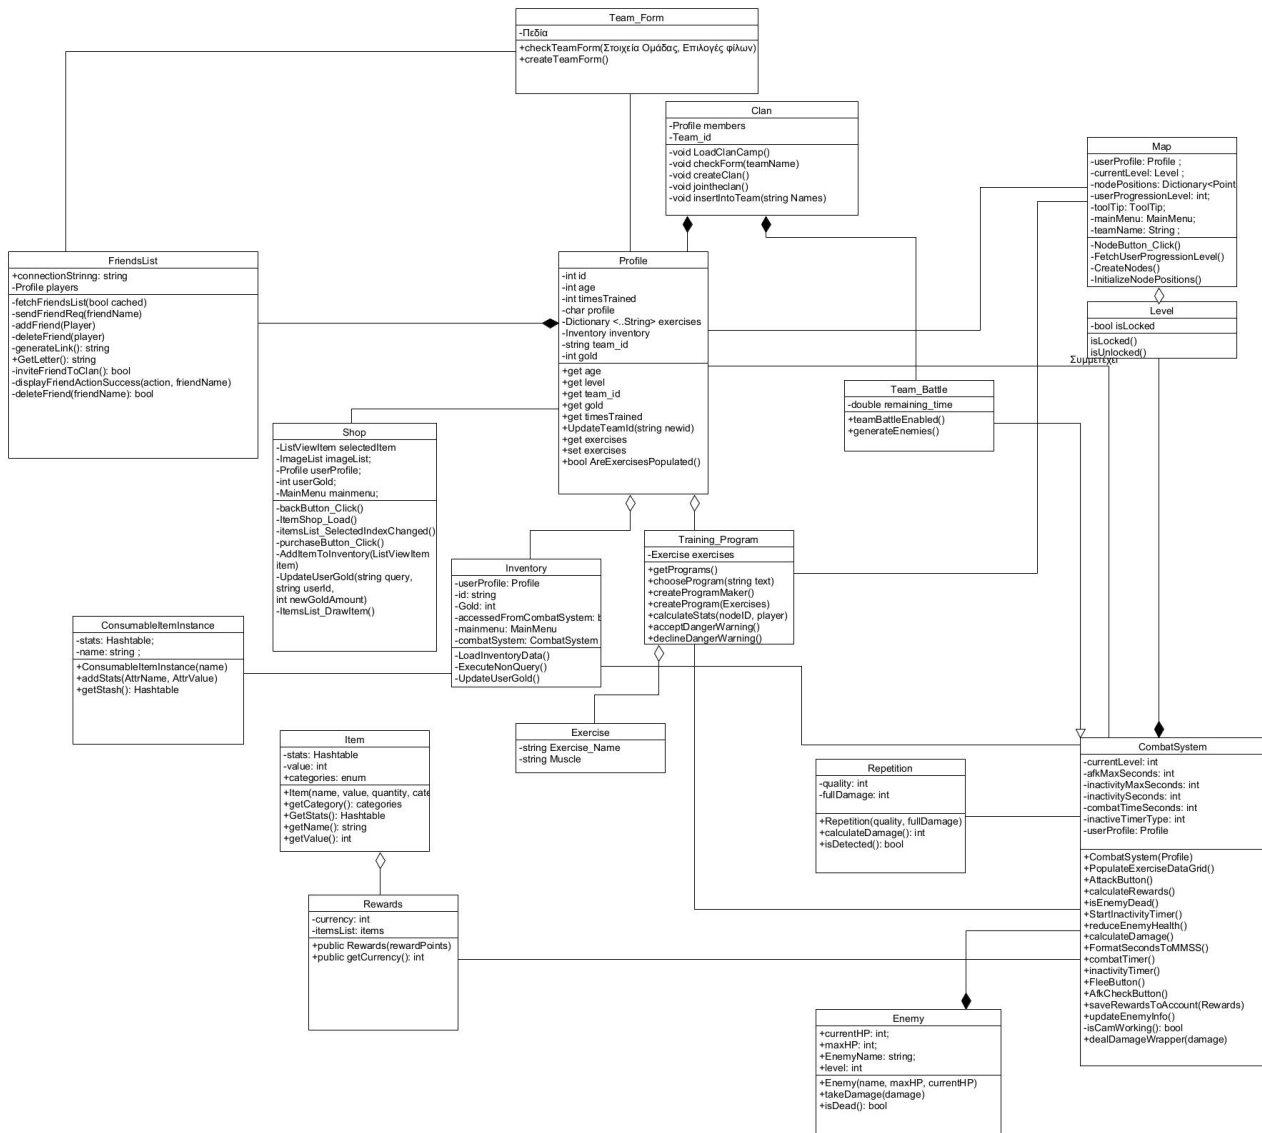 Team_Form
-Πεδία
+checkTeamForm(Στοιχεία Ομάδας, Επιλογές φίλων)
+createTeamForm()
Clan
-Profile members
-Team_id
-void LoadClanCamp()
-void checkForm(teamName)
-void createClan()
-void jointheclan()
-void insertIntoTeam(string Names)
Map
-userProfile: Profile ;
-currentLevel: Level ;
-nodePositions: Dictionary<Point
-userProgressionLevel: int;
-toolTip: ToolTip;
-mainMenu: MainMenu;
-teamName: String ;
-NodeButton_Click()
-FetchUserProgressionLevel()
-CreateNodes()
-InitializeNodePositions()
FriendsList
+connectionStrinng: string
-Profile players
-fetchFriendsList(bool cached)
-sendFriendReq(friendName)
-addFriend(Player)
-deleteFriend(player)
-generateLink(): string
+GetLetter(): string
-inviteFriendToClan(): bool
-displayFriendActionSuccess(action, friendName)
-deleteFriend(friendName): bool
Profile
-int id
-int age
-int timesTrained
-char profile
-Dictionary <..String> exercises
-Inventory inventory
-string team_id
-int gold
+get age
+get level
+get team_id
+get gold
+get timesTrained
+UpdateTeamId(string newid)
+get exercises
+set exercises
+bool AreExercisesPopulated()
Level
-bool isLocked
isLocked()
isUnlocked()
Συμμετέχει
Team_Battle
-double remaining_time
+teamBattleEnabled()
+generateEnemies()
Shop
-ListViewItem selectedItem
-ImageList imageList;
-Profile userProfile;
-int userGold;
-MainMenu mainmenu;
-backButton_Click()
-ItemShop_Load()
-itemsList_SelectedIndexChanged()
-purchaseButton_Click()
-AddItemToInventory(ListViewItem
item)
-UpdateUserGold(string query,
string userId,
int newGoldAmount)
-ItemsList_DrawItem()
Inventory
-userProfile: Profile
-id: string
-Gold: int
-accessedFromCombatSystem: b
-mainmenu: MainMenu
-combatSystem: CombatSystem
-LoadInventoryData()
-ExecuteNonQuery()
-UpdateUserGold()
Training_Program
-Exercise exercises
+getPrograms()
+chooseProgram(string text)
+createProgramMaker()
+createProgram(Exercises)
+calculateStats(nodeID, player)
+acceptDangerWarning()
+declineDangerWarning()
ConsumableItemInstance
-stats: Hashtable;
-name: string ;
+ConsumableItemInstance(name)
+addStats(AttrName, AttrValue)
+getStash(): Hashtable
Exercise
-string Exercise_Name
-string Muscle
Item
-stats: Hashtable
-value: int
+categories: enum
+Item(name, value, quantity, cate
+getCategory(): categories
+GetStats(): Hashtable
+getName(): string
+getValue(): int
Repetition
-quality: int
-fullDamage: int
+Repetition(quality, fullDamage)
+calculateDamage(): int
+isDetected(): bool
CombatSystem
-currentLevel: int
-afkMaxSeconds: int
-inactivityMaxSeconds: int
-inactivitySeconds: int
-combatTimeSeconds: int
-inactiveTimerType: int
-userProfile: Profile
+CombatSystem(Profile)
+PopulateExerciseDataGrid()
+AttackButton()
+calculateRewards()
+isEnemyDead()
+StartInactivityTimer()
+reduceEnemyHealth()
+calculateDamage()
+FormatSecondsToMMSS()
+combatTimer()
+inactivityTimer()
+FleeButton()
+AfkCheckButton()
+saveRewardsToAccount(Rewards)
+updateEnemyInfo()
-isCamWorking(): bool
+dealDamageWrapper(damage)
Rewards
-currency: int
-itemsList: items
+public Rewards(rewardPoints)
+public getCurrency(): int
Enemy
+currentHP: int;
+maxHP: int;
+EnemyName: string;
+level: int
+Enemy(name, maxHP, currentHP)
+takeDamage(damage)
+isDead(): bool